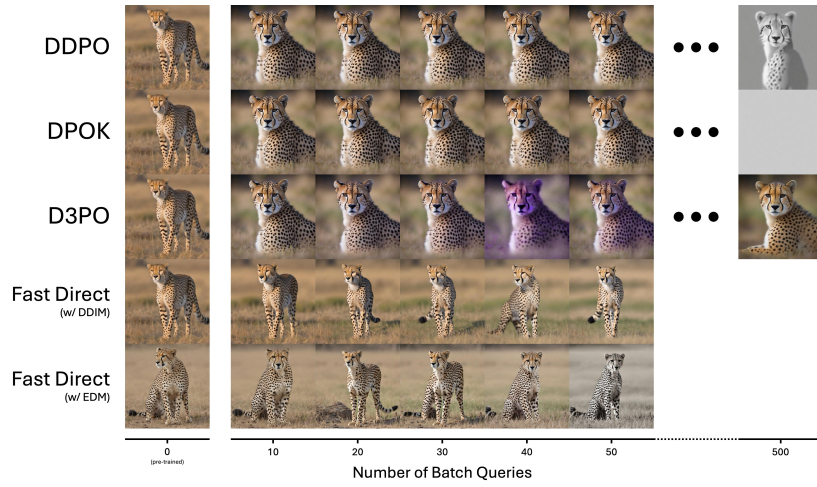 DDPO
DPOK
D3PO
Fast Direct
(w/ DDIM)
Fast Direct
(w/ EDM)
0 10 20 30 40 50 500
(pre-trained)
Number of Batch Queries